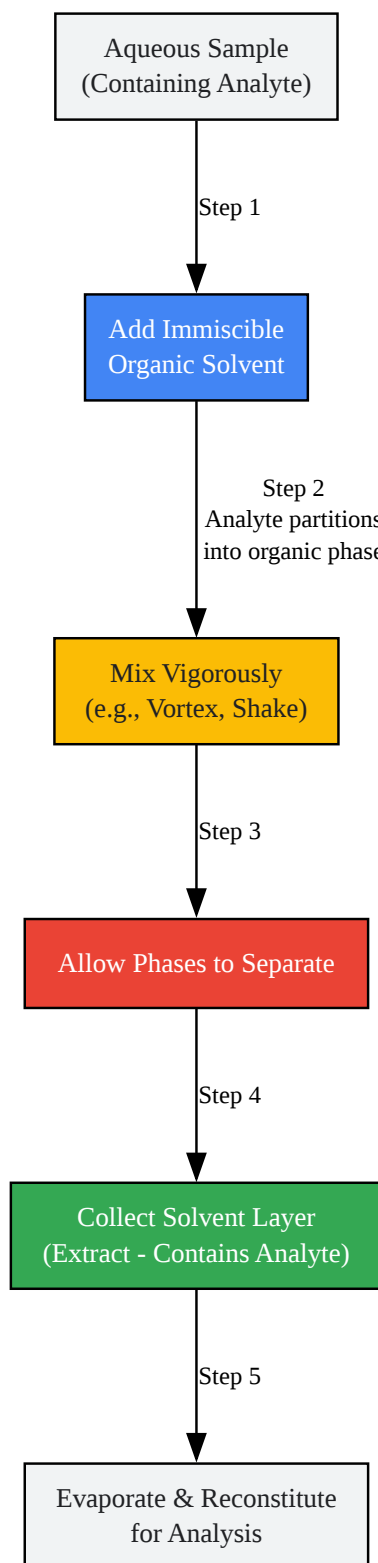 Aqueous Sample
(Containing Analyte)
Step 1
Add Immiscible
Organic Solvent
Step 2
Analyte partitions
into organic phase
Mix Vigorously
(e.g., Vortex, Shake)
Step 3
Allow Phases to Separate
Step 4
Collect Solvent Layer
(Extract - Contains Analyte)
Step 5
Evaporate & Reconstitute
for Analysis